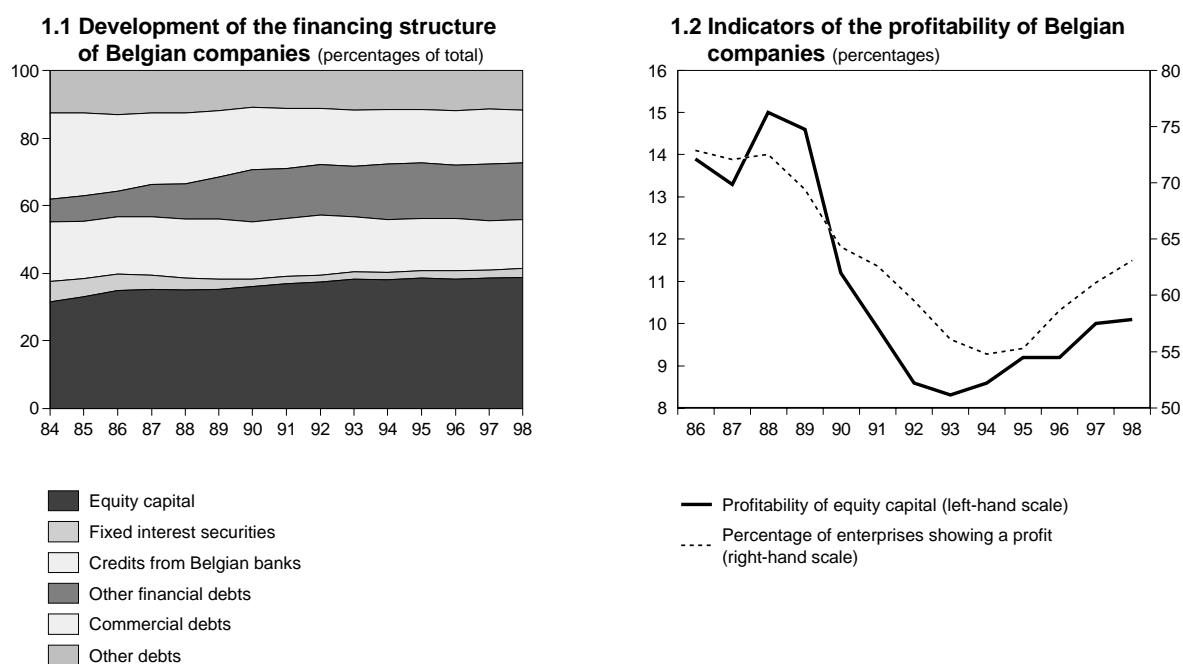 1.1 Development of the financing structure
of Belgian companies (percentages of total)
100
80
60
40
20
0
84 85 86 87 88 89 90 91 92 93 94 95 96 97 98
Equity capital
Fixed interest securities
Credits from Belgian banks
Other financial debts
Commercial debts
Other debts
1.2 Indicators of the profitability of Belgian
companies (percentages)
16
15
14
13
12
11
10
9
8
80
75
70
65
60
55
50
86 87 88 89 90 91 92 93 94 95 96 97 98
Profitability of equity capital (left-hand scale)
Percentage of enterprises showing a profit
(right-hand scale)